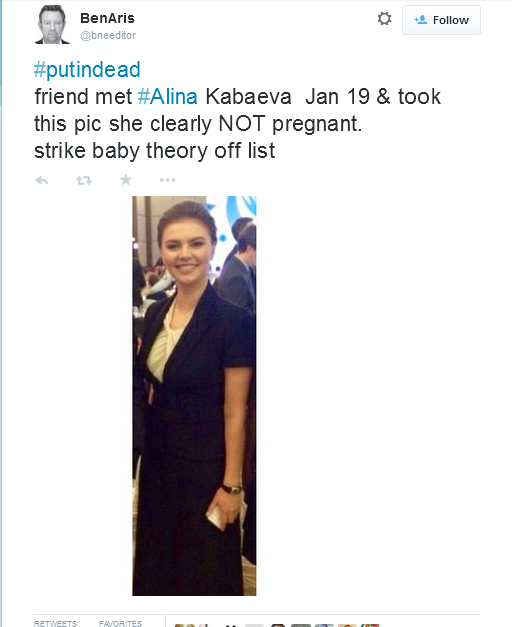 BenAris
@bneeditor
Follow
#putindead
friend met #Alina Kabaeva  Jan 19 & took
this pic she clearly NOT pregnant.
strike baby theory off list
RETWEETS FAVORITES